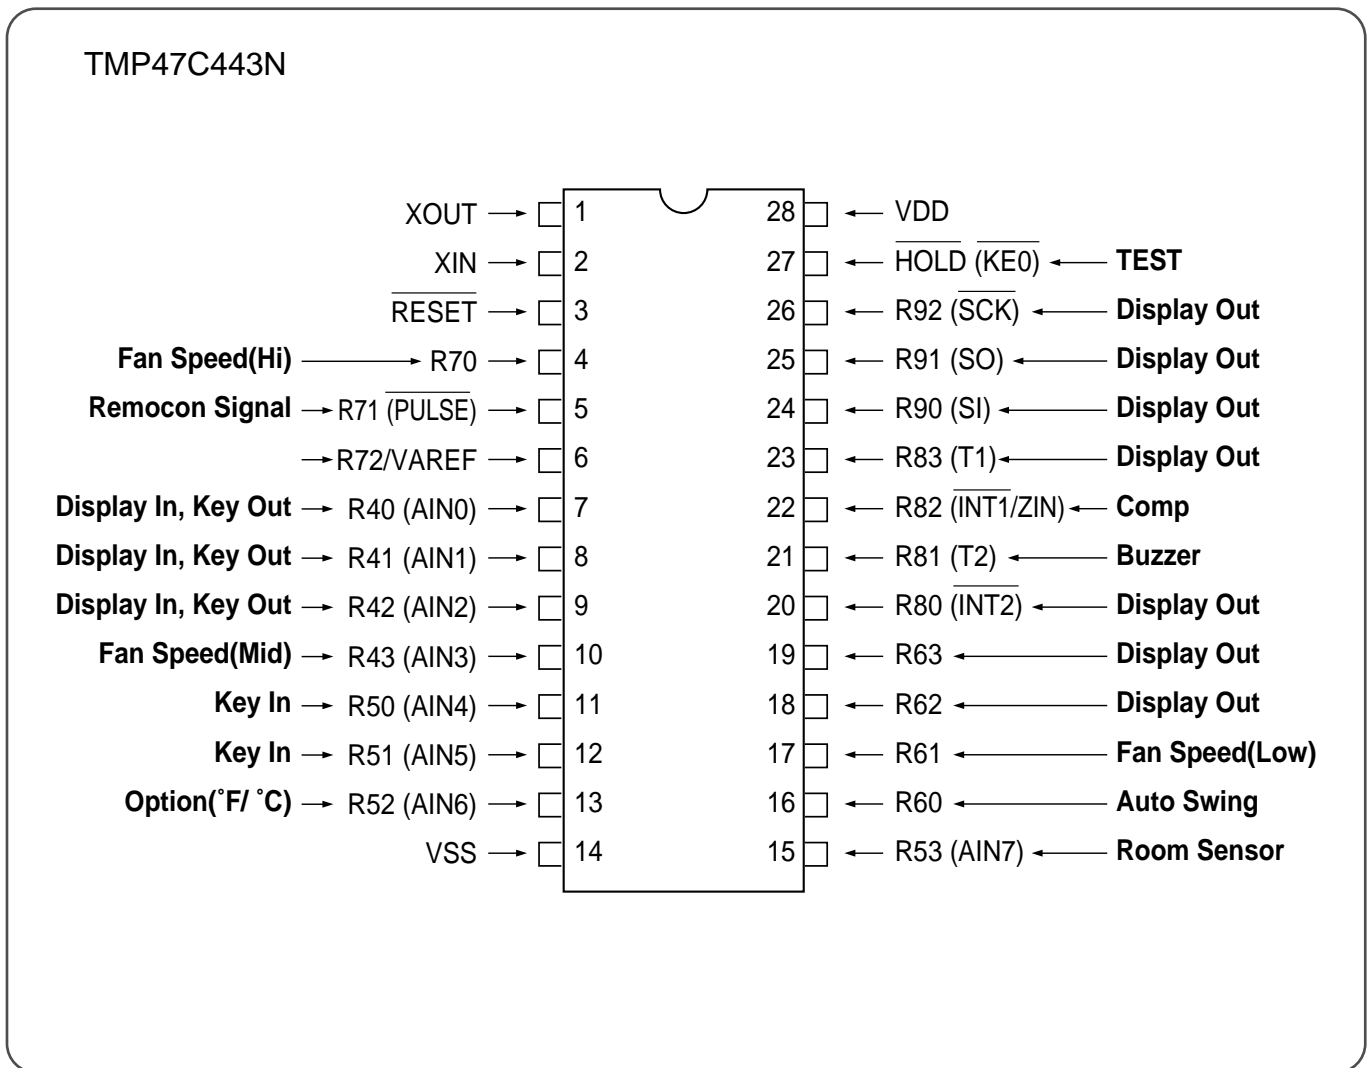 TMP47C443N
XOUT 1 28 VDD
XIN 2 27 HOLD (KE0) TEST
RESET 3 26 R92 (SCK) Display Out
Fan Speed(Hi) R70 4 25 R91 (SO) Display Out
Remocon Signal R71 (PULSE) 5 24 R90 (SI) Display Out
R72/VAREF 6 23 R83 (T1) Display Out
Display In, Key Out R40 (AIN0) 7 22 R82 (INT1/ZIN) Comp
Display In, Key Out R41 (AIN1) 8 21 R81 (T2) Buzzer
Display In, Key Out R42 (AIN2) 9 20 R80 (INT2) Display Out
Fan Speed(Mid) R43 (AIN3) 10 19 R63 Display Out
Key In R50 (AIN4) 11 18 R62 Display Out
Key In R51 (AIN5) 12 17 R61 Fan Speed(Low)
Option(˚F/ ˚C) R52 (AIN6) 13 16 R60 Auto Swing
VSS 14 15 R53 (AIN7) Room Sensor